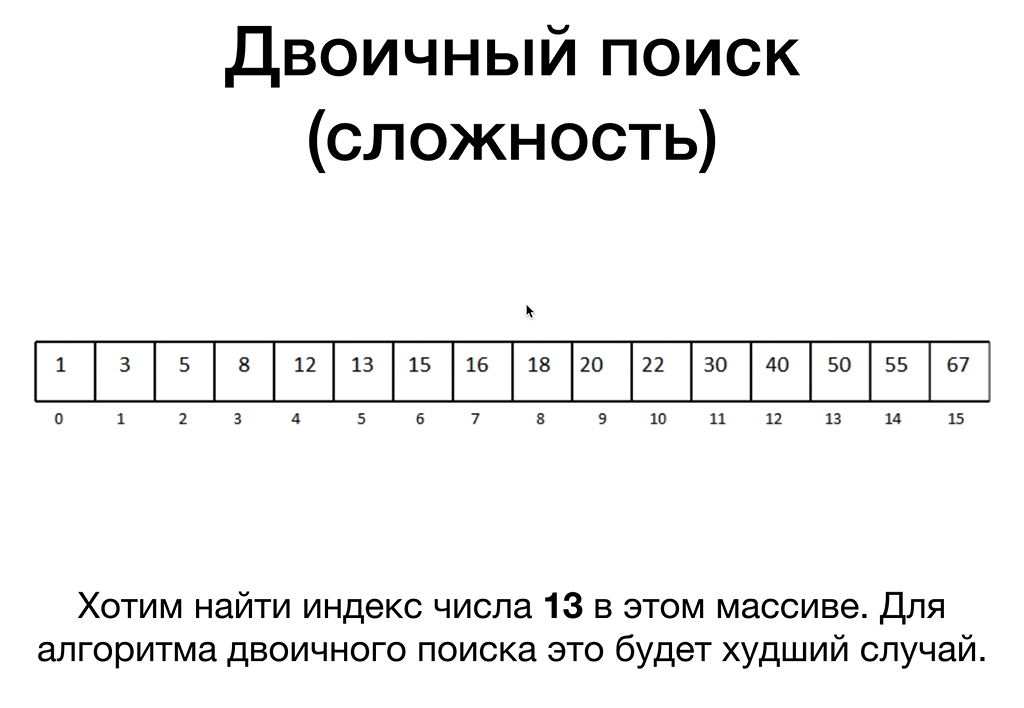 Двоичный поиск
(сложность)
1 3 5 8 12 13 15 16 18 20 22 30 40 50 55 67
0 1 2 3 4 5 6 7 8 9 10 11 12 13 14 15
Хотим найти индекс числа 13 в этом массиве. Для
алгоритма двоичного поиска это будет худший случай.